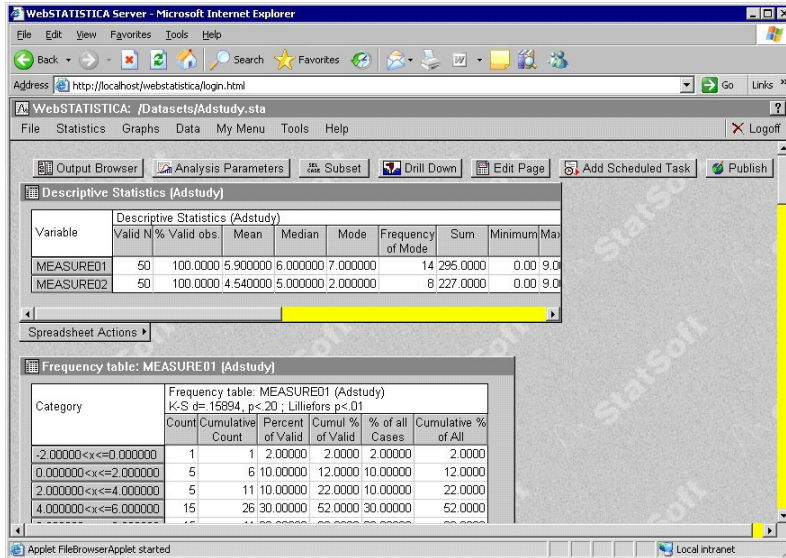 WebSTATISTICA Server - Microsoft Internet Explorer
File Edit View Favorites Tools Help
Back Search Favorites
Address http://localhost/webstatistica/login.html Go Links »
WebSTATISTICA: /Datasets/Adstudy.sta ?
File Statistics Graphs Data My Menu Tools Help X Logoff
Output Browser Analysis Parameters SEL CASE Subset Drill Down Edit Page Add Scheduled Task Publish
Descriptive Statistics (Adstudy)
Descriptive Statistics (Adstudy)
Variable Valid N % Valid obs. Mean Median Mode Frequency of Mode Sum Minimum Max
MEASURE01 50 100.0000 5.900000 6.000000 7.000000 14 295.0000 0.00 9.0
MEASURE02 50 100.0000 4.540000 5.000000 2.000000 8 227.0000 0.00 9.0
Spreadsheet Actions
StatSoft
Frequency table: MEASURE01 (Adstudy)
Frequency table: MEASURE01 (Adstudy)
K-S d=.15894, p<.20 ; Lilliefors p<.01
Category Count Cumulative Count Percent of Valid Cumul % of Valid % of all Cases Cumulative % of All
-2.00000<x<=0.000000 1 1 2.00000 2.0000 2.00000 2.0000
0.000000<x<=2.000000 5 6 10.00000 12.0000 10.00000 12.0000
2.000000<x<=4.000000 5 11 10.00000 22.0000 10.00000 22.0000
4.000000<x<=6.000000 15 26 30.00000 52.0000 30.00000 52.0000
StatSoft
Applet FileBrowserApplet started Local intranet